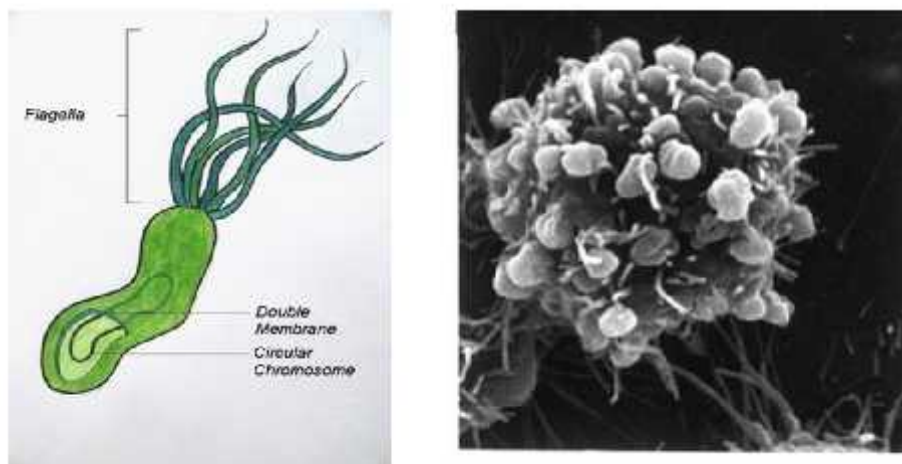 Flagella
Double
Membrane
Circular
Chromosome